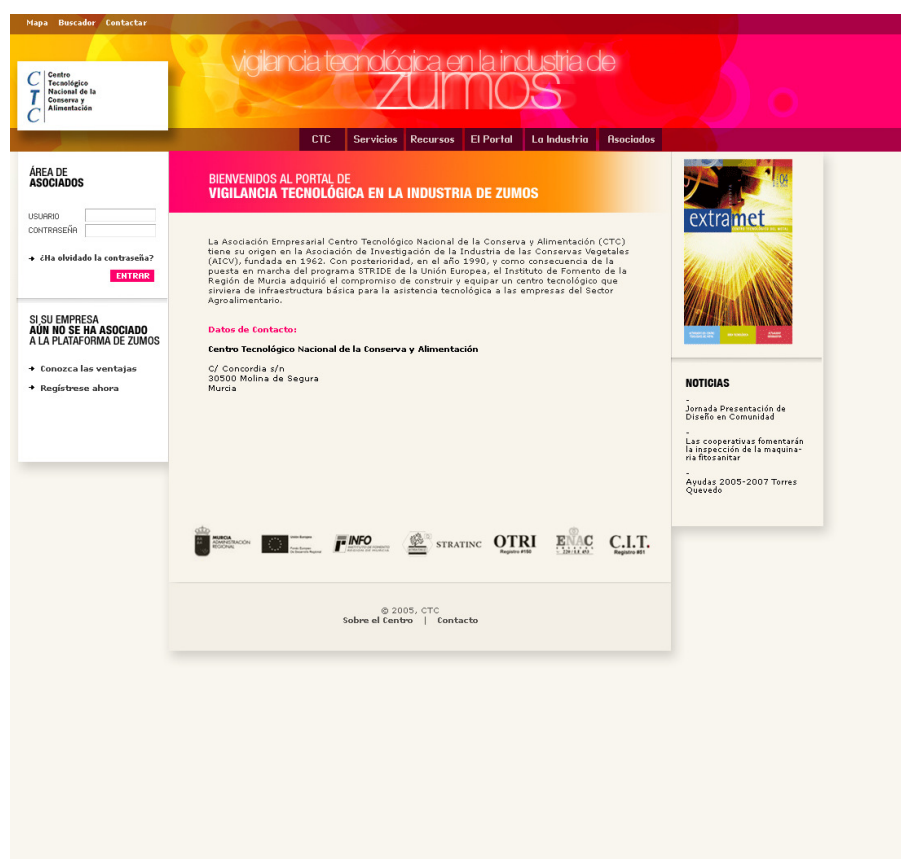 Mapa Buscador Contactar
vigilancia tecnológica en la industria de
zumos
CTC
Centro
Tecnológico
Nacional de la
Conserva y
Alimentación
CTC Servicios Recursos El Portal La Industria Asociados
ÁREA DE
ASOCIADOS
USUARIO
CONTRASEÑA
¿Ha olvidado la contraseña?
ENTRAR
SI SU EMPRESA
AÚN NO SE HA ASOCIADO
A LA PLATAFORMA DE ZUMOS
Conozca las ventajas
Regístrese ahora
BIENVENIDOS AL PORTAL DE
VIGILANCIA TECNOLÓGICA EN LA INDUSTRIA DE ZUMOS
La Asociación Empresarial Centro Tecnológico Nacional de la Conserva y Alimentación (CTC)
tiene su origen en la Asociación de Investigación de la Industria de las Conservas Vegetales
(AICV), fundada en 1962. Con posterioridad, en el año 1990, y como consecuencia de la
puesta en marcha del programa STRIDE de la Unión Europea, el Instituto de Fomento de la
Región de Murcia adquirió el compromiso de construir y equipar un centro tecnológico que
sirviera de infraestructura básica para la asistencia tecnológica a las empresas del Sector
Agroalimentario.
Datos de Contacto:
Centro Tecnológico Nacional de la Conserva y Alimentación
C/ Concordia s/n
30500 Molina de Segura
Murcia
04
extramet
NOTICIAS
-
Jornada Presentación de
Diseño en Comunidad
-
Las cooperativas fomentarán
la inspección de la maquina-
ria fitosanitar
-
Ayudas 2005-2007 Torres
Quevedo
MURCIA
ADMINISTRACIÓN
REGIONAL
INFO
STRATINC
OTRI
Registro #160
ENAC
C.I.T.
Registro #51
© 2005, CTC
Sobre el Centro | Contacto